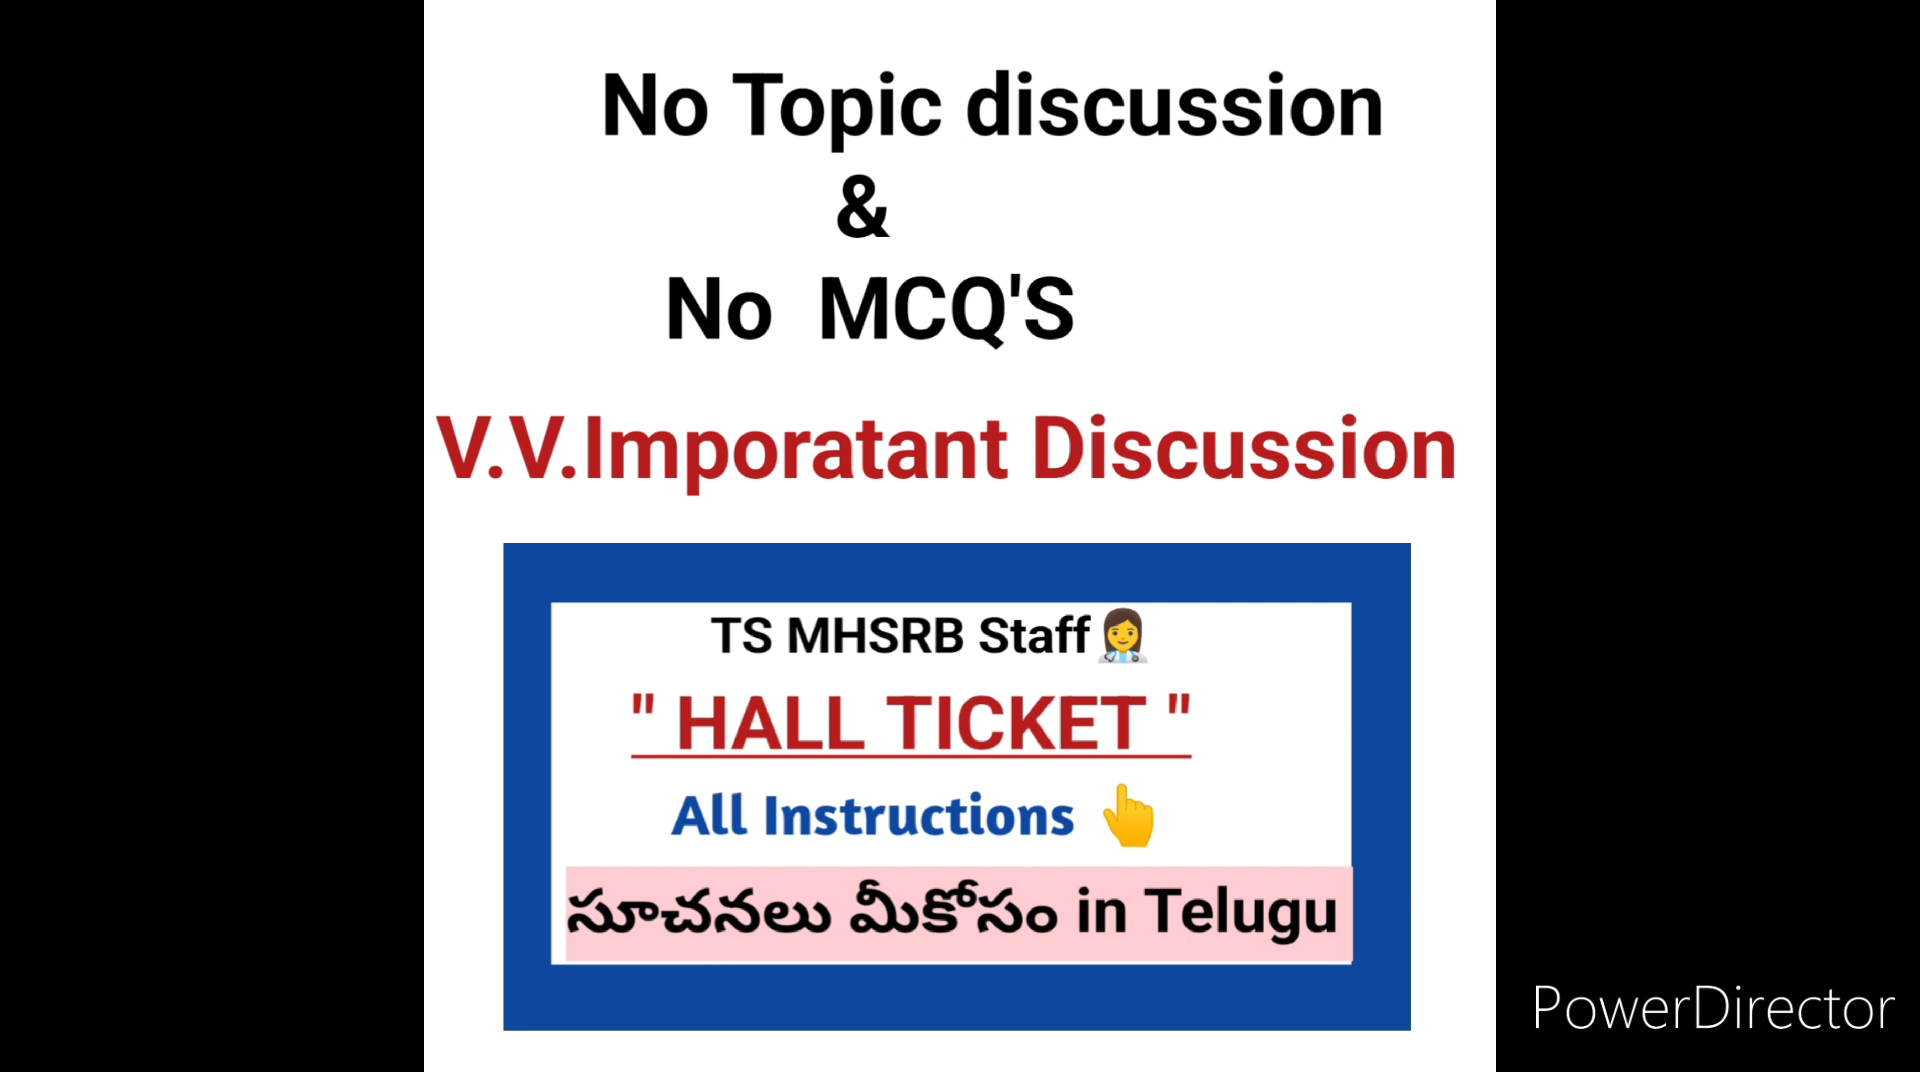 No Topic discussion
&
No MCQ'S
V.V.Imporatant Discussion
TS MHSRB Staff👩‍⚕️
" HALL TICKET "
All Instructions 👆
సూచనలు మీకోసం in Telugu
PowerDirector